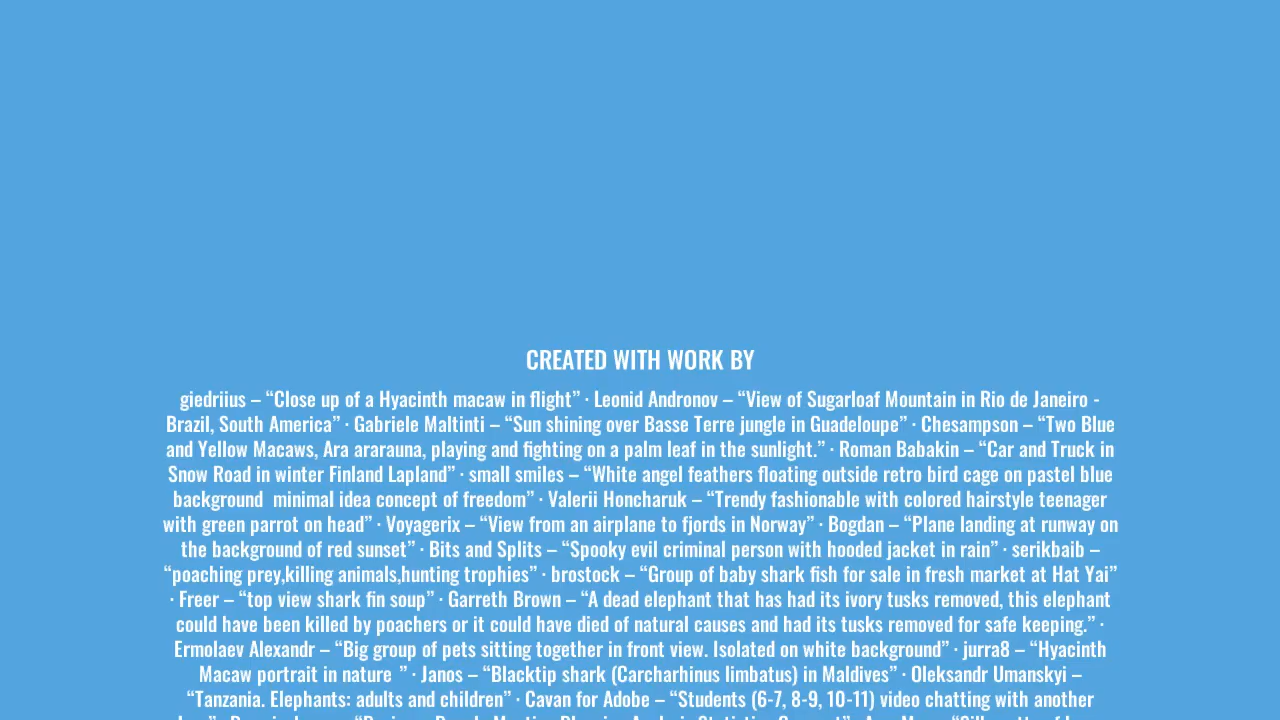 CREATED WITH WORK BY
giedriius – “Close up of a Hyacinth macaw in flight” · Leonid Andronov – “View of Sugarloaf Mountain in Rio de Janeiro -
Brazil, South America” · Gabriele Maltinti – “Sun shining over Basse Terre jungle in Guadeloupe” · Chesampson – “Two Blue
and Yellow Macaws, Ara ararauna, playing and fighting on a palm leaf in the sunlight.” · Roman Babakin – “Car and Truck in
Snow Road in winter Finland Lapland” · small smiles – “White angel feathers floating outside retro bird cage on pastel blue
background  minimal idea concept of freedom” · Valerii Honcharuk – “Trendy fashionable with colored hairstyle teenager
with green parrot on head” · Voyagerix – “View from an airplane to fjords in Norway” · Bogdan – “Plane landing at runway on
the background of red sunset” · Bits and Splits – “Spooky evil criminal person with hooded jacket in rain” · serikbaib –
“poaching prey,killing animals,hunting trophies” · brostock – “Group of baby shark fish for sale in fresh market at Hat Yai”
· Freer – “top view shark fin soup” · Garreth Brown – “A dead elephant that has had its ivory tusks removed, this elephant
could have been killed by poachers or it could have died of natural causes and had its tusks removed for safe keeping.” ·
Ermolaev Alexandr – “Big group of pets sitting together in front view. Isolated on white background” · jurra8 – “Hyacinth
Macaw portrait in nature  ” · Janos – “Blacktip shark (Carcharhinus limbatus) in Maldives” · Oleksandr Umanskyi –
“Tanzania. Elephants: adults and children” · Cavan for Adobe – “Students (6-7, 8-9, 10-11) video chatting with another